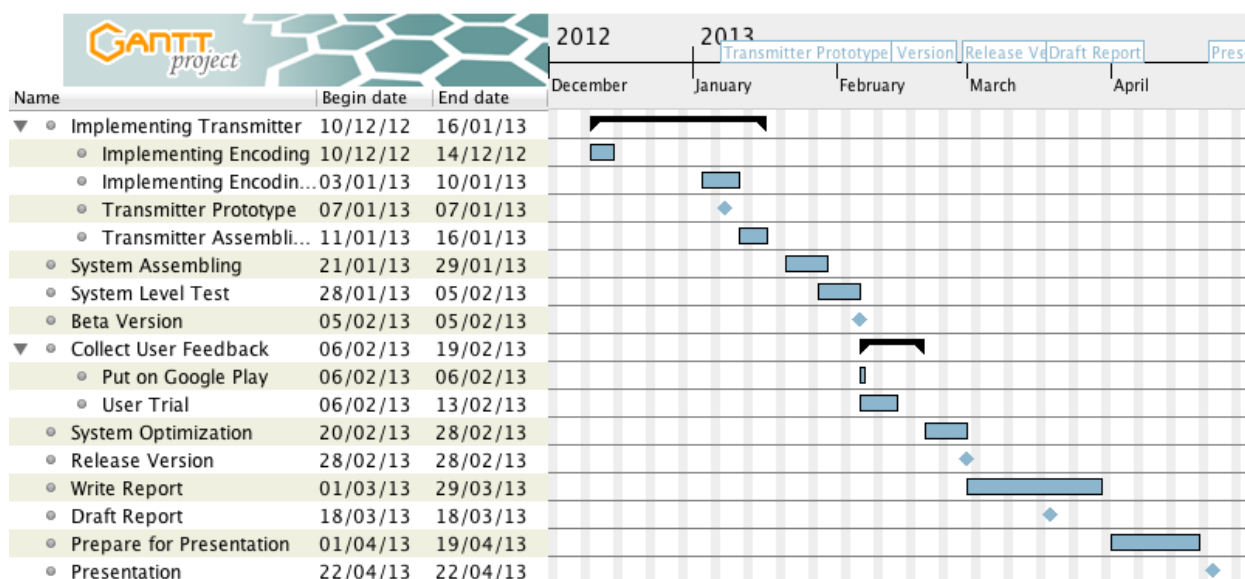 GANTT
project
2012 2013
Transmitter Prototype Version Release Ve Draft Report Pres
December January February March April
Name Begin date End date
Implementing Transmitter 10/12/12 16/01/13
Implementing Encoding 10/12/12 14/12/12
Implementing Encodin... 03/01/13 10/01/13
Transmitter Prototype 07/01/13 07/01/13
Transmitter Assembli... 11/01/13 16/01/13
System Assembling 21/01/13 29/01/13
System Level Test 28/01/13 05/02/13
Beta Version 05/02/13 05/02/13
Collect User Feedback 06/02/13 19/02/13
Put on Google Play 06/02/13 06/02/13
User Trial 06/02/13 13/02/13
System Optimization 20/02/13 28/02/13
Release Version 28/02/13 28/02/13
Write Report 01/03/13 29/03/13
Draft Report 18/03/13 18/03/13
Prepare for Presentation 01/04/13 19/04/13
Presentation 22/04/13 22/04/13